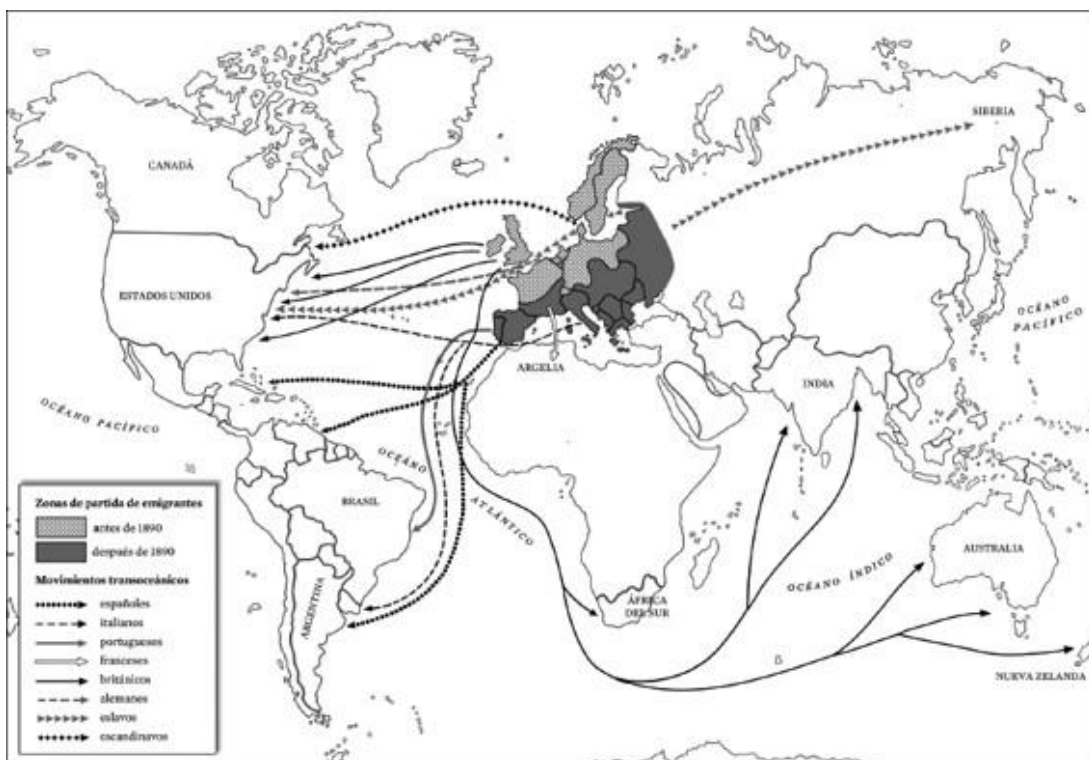 SIBERIA
CANADÁ
ESTADOS UNIDOS
OCÉANO
PACÍFICO
ARGELIA
INDIA
OCÉANO PACÍFICO
OCÉANO
ATLÁNTICO
BRASIL
AUSTRALIA
OCÉANO ÍNDICO
ÁFRICA
DEL SUR
ARGENTINA
NUEVA ZELANDA
Zonas de partida de emigrantes
antes de 1890
después de 1890
Movimientos transoceánicos
españoles
italianos
portugueses
franceses
británicos
alemanes
eslavos
escandinavos